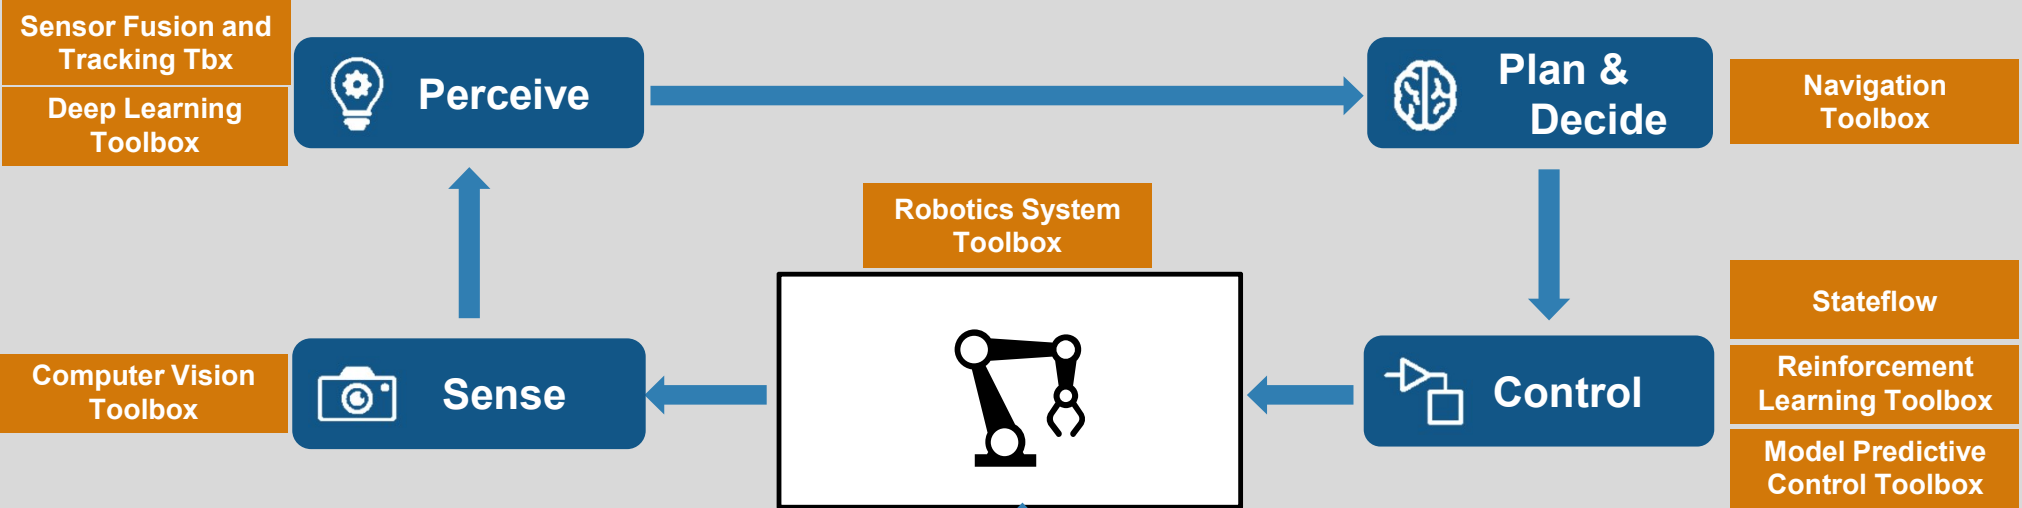 Sensor Fusion and
Tracking Tbx
Deep Learning
Toolbox
Perceive
Plan &
Decide
Navigation
Toolbox
Robotics System
Toolbox
Computer Vision
Toolbox
Sense
Control
Stateflow
Reinforcement
Learning Toolbox
Model Predictive
Control Toolbox